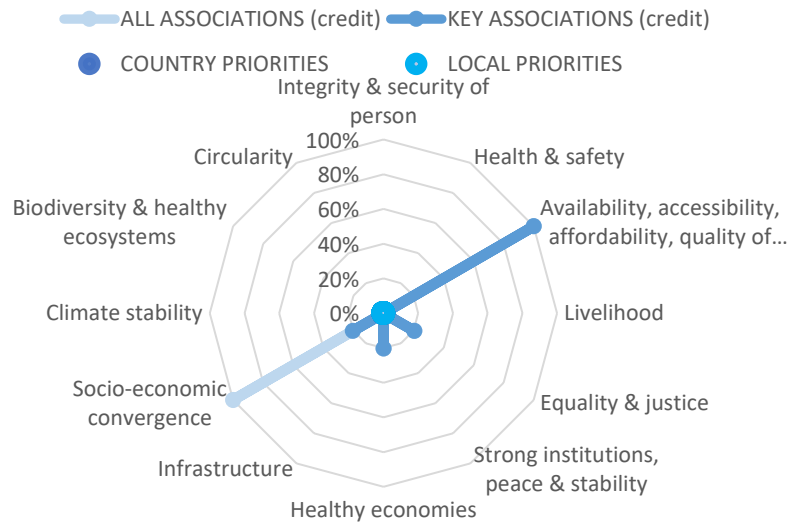 ALL ASSOCIATIONS (credit)
KEY ASSOCIATIONS (credit)
COUNTRY PRIORITIES
LOCAL PRIORITIES
Integrity & security of
person
100%
80%
60%
40%
20%
0%
Health & safety
Availability, accessibility,
affordability, quality of...
Livelihood
Equality & justice
Strong institutions,
peace & stability
Healthy economies
Infrastructure
Socio-economic
convergence
Climate stability
Biodiversity & healthy
ecosystems
Circularity